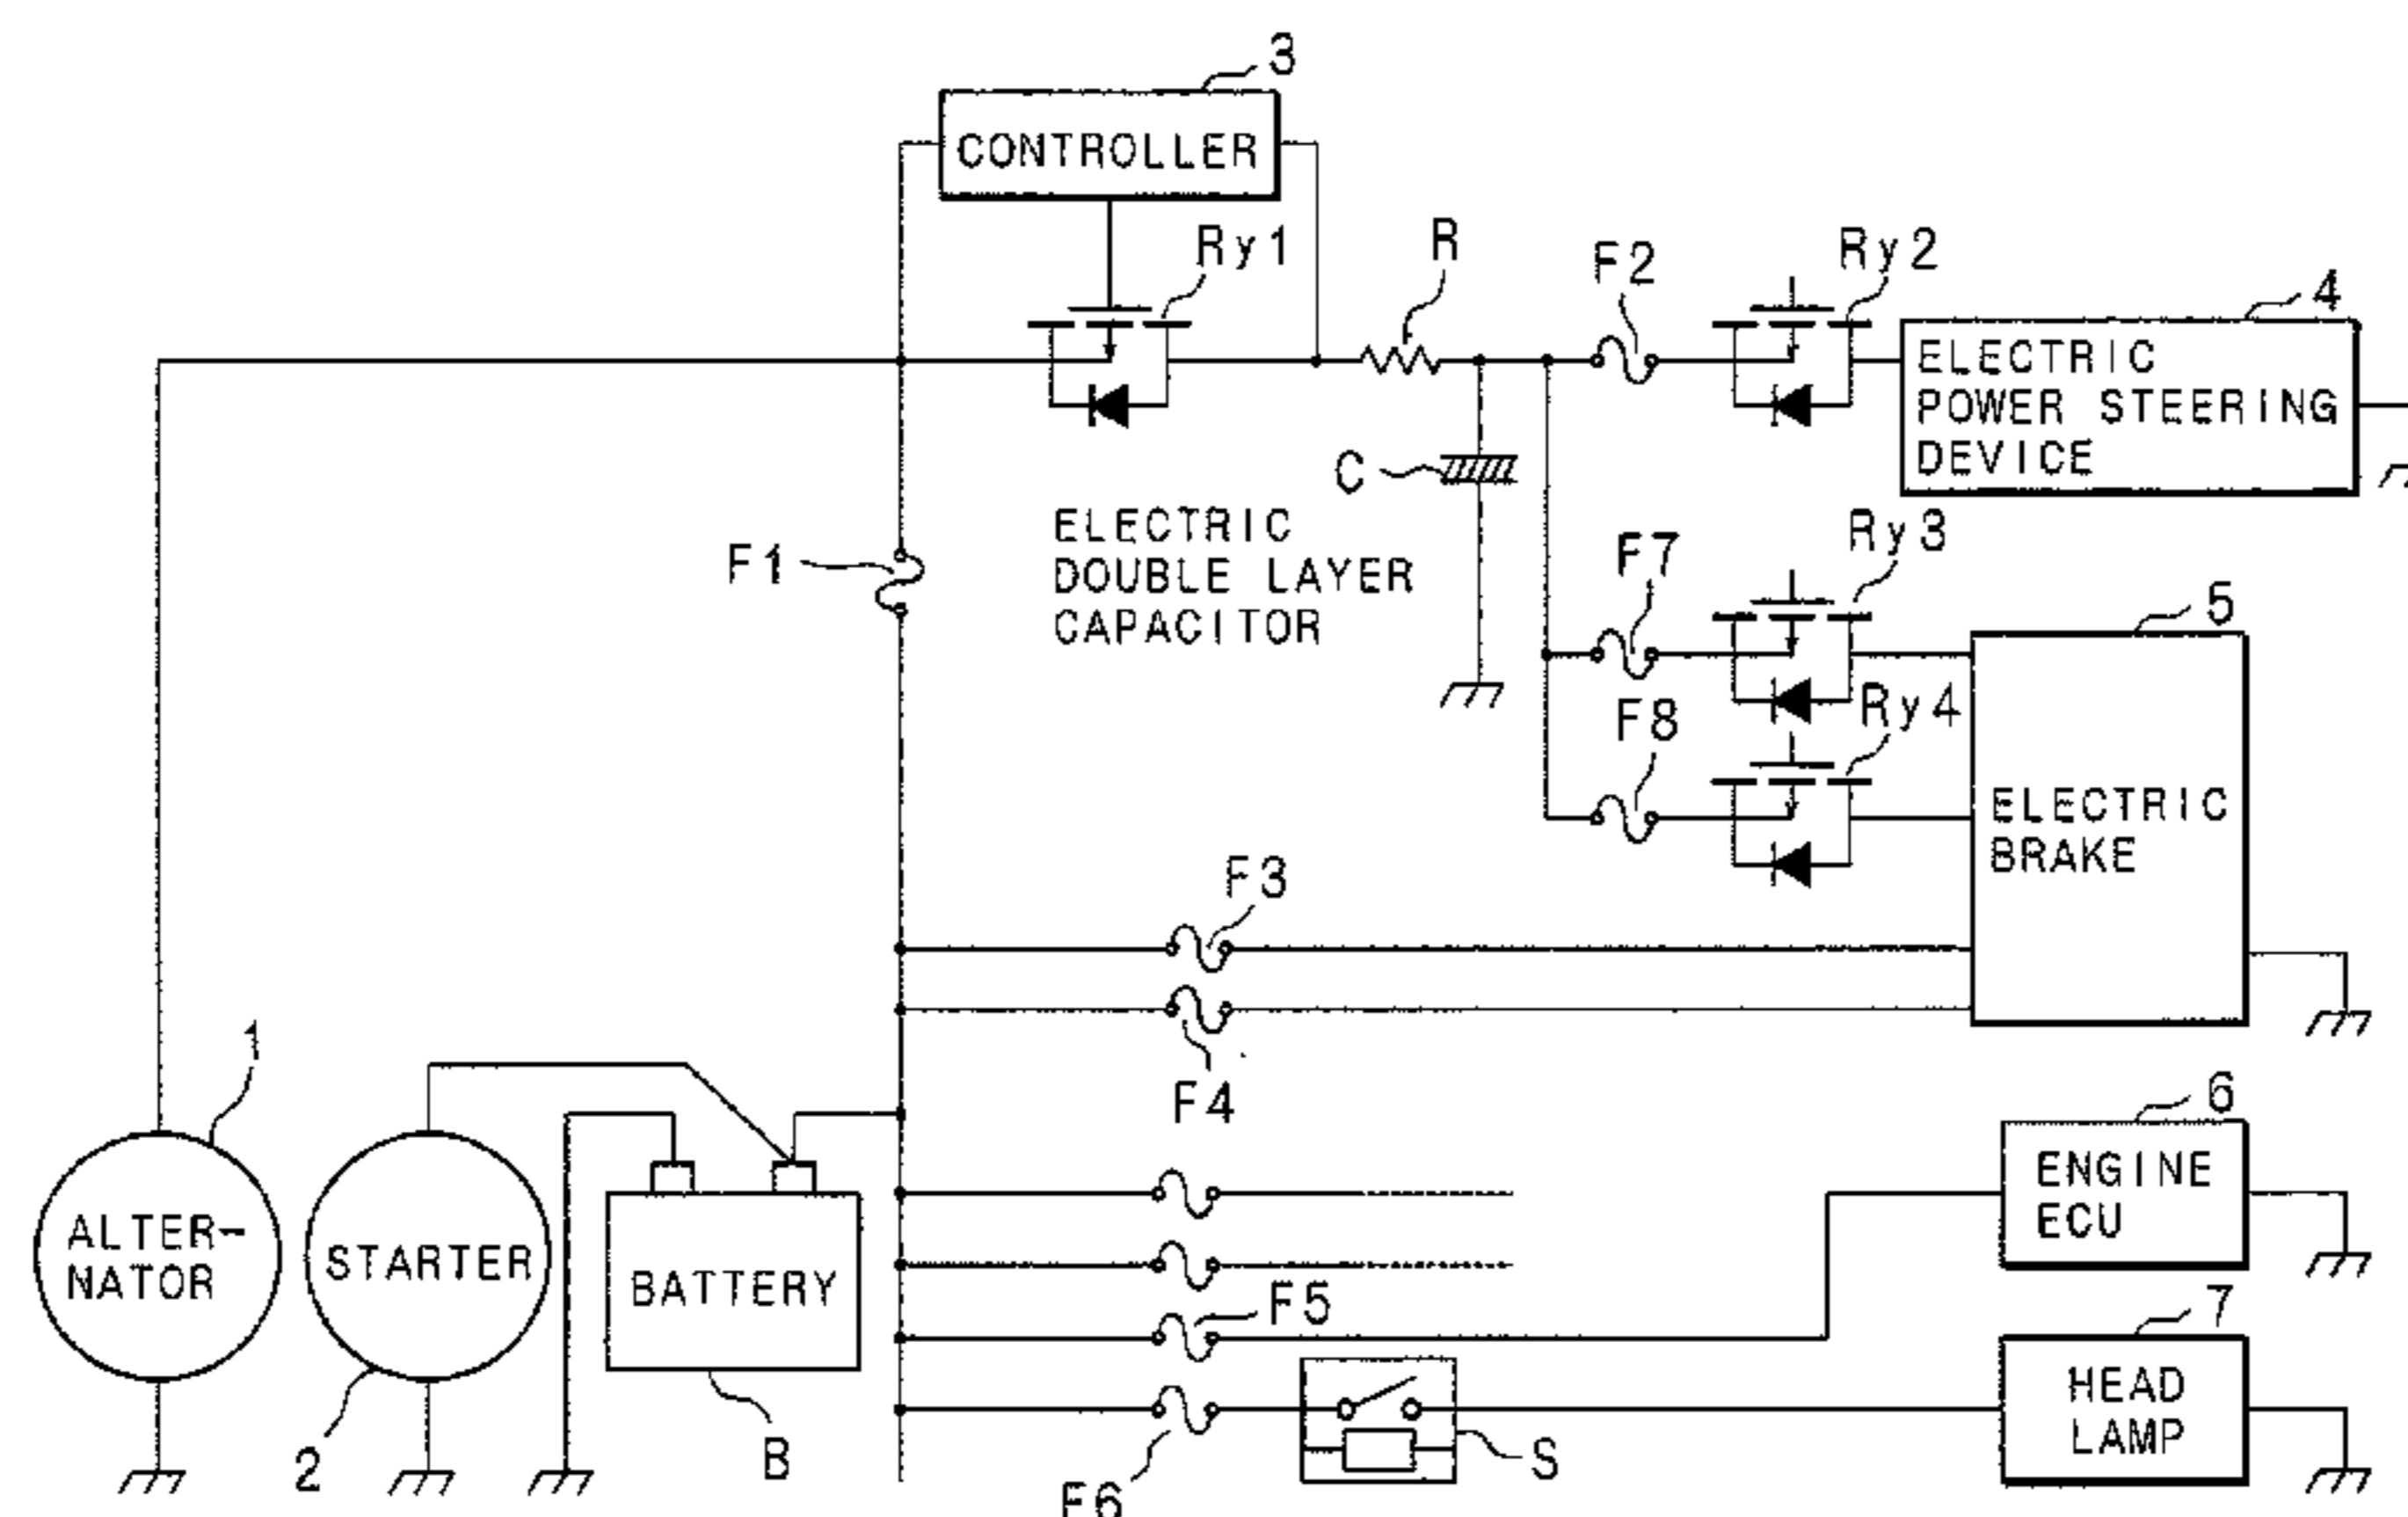 3
CONTROLLER
Ry1
R
F2
Ry2
4
ELECTRIC
POWER STEERING
DEVICE
C
ELECTRIC
DOUBLE LAYER
CAPACITOR
F1
F7
Ry3
5
F8
Ry4
ELECTRIC
BRAKE
F3
F4
1
ALTER-
NATOR
STARTER
BATTERY
2
B
6
ENGINE
ECU
F5
7
HEAD
LAMP
F6
S